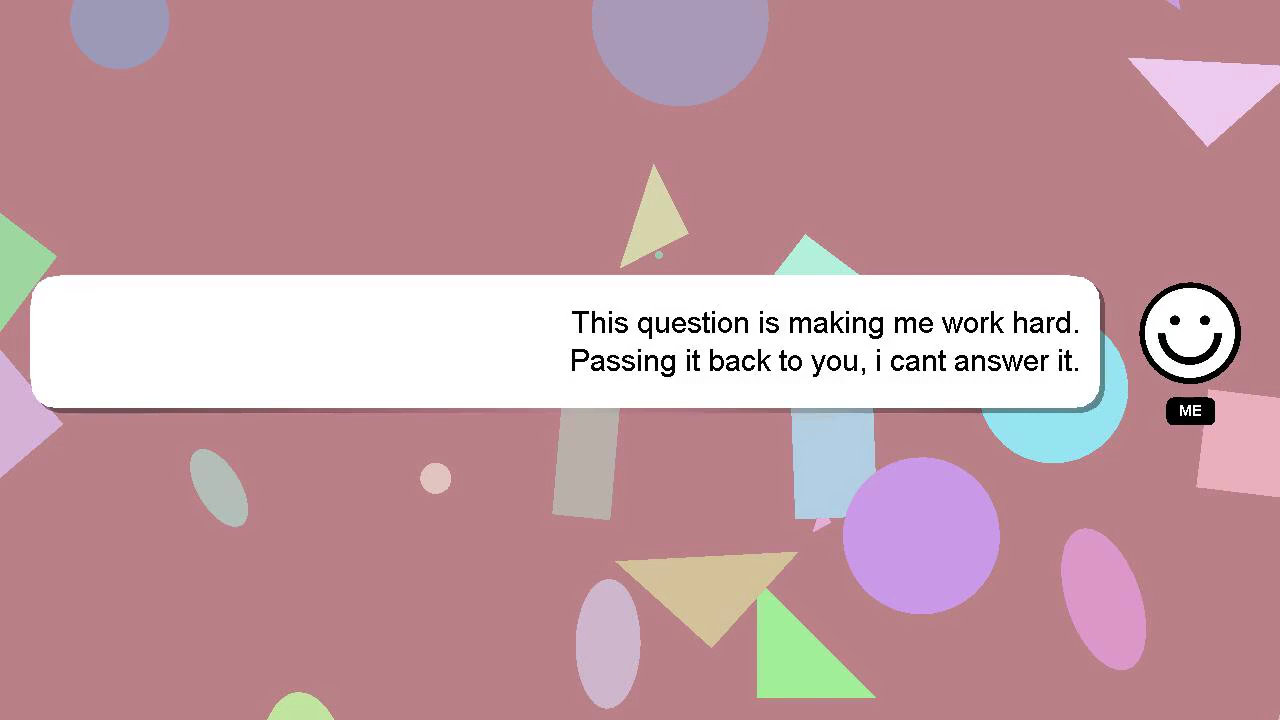 This question is making me work hard.
Passing it back to you, i cant answer it.
ME